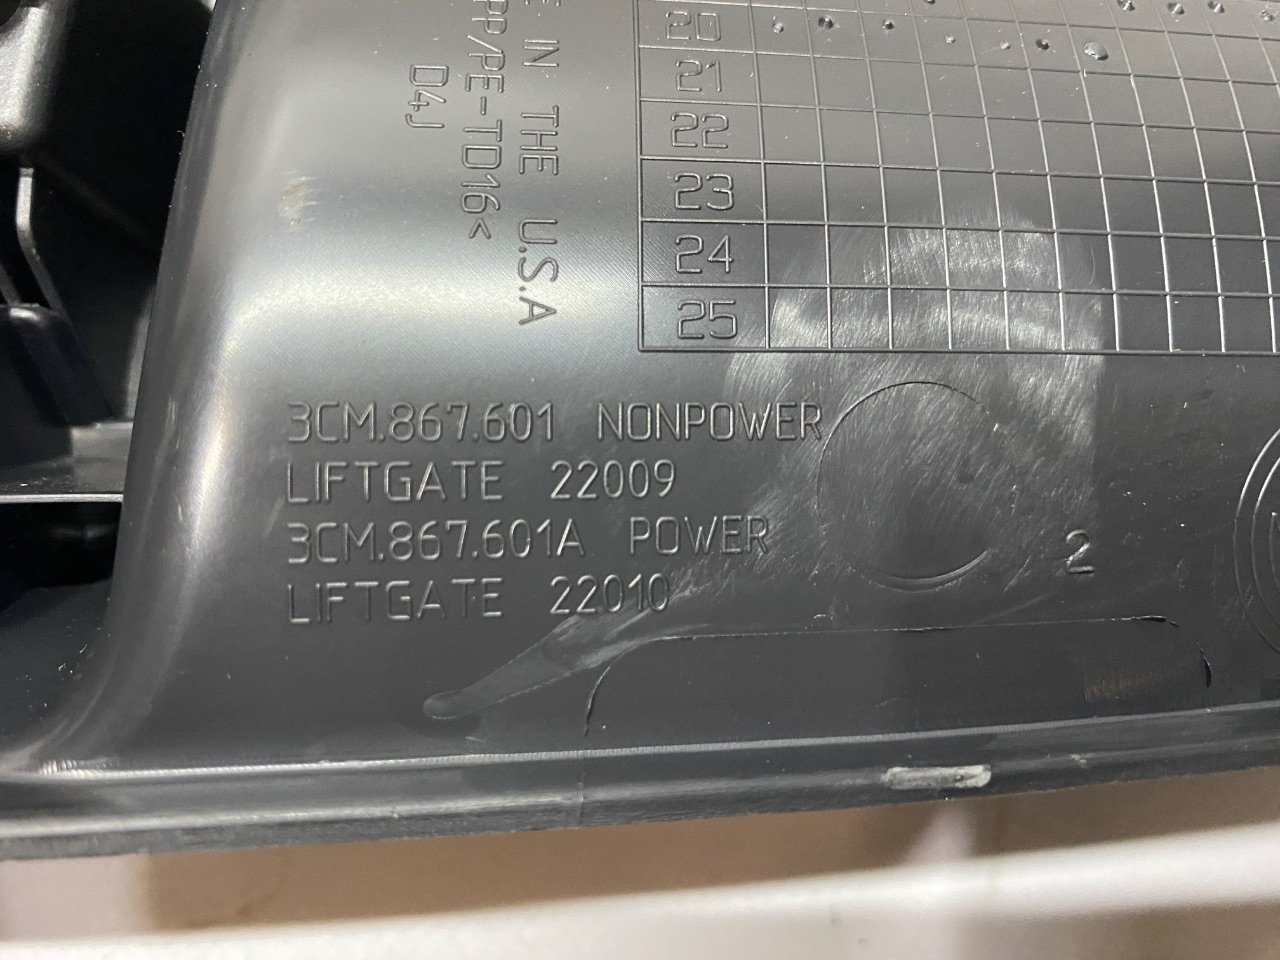 E IN THE U.S.A
PP/PE-TD16<
D4J
20
21
22
23
24
25
3CM.867.601 NONPOWER
LIFTGATE 22009
3CM.867.601A POWER
LIFTGATE 22010
2